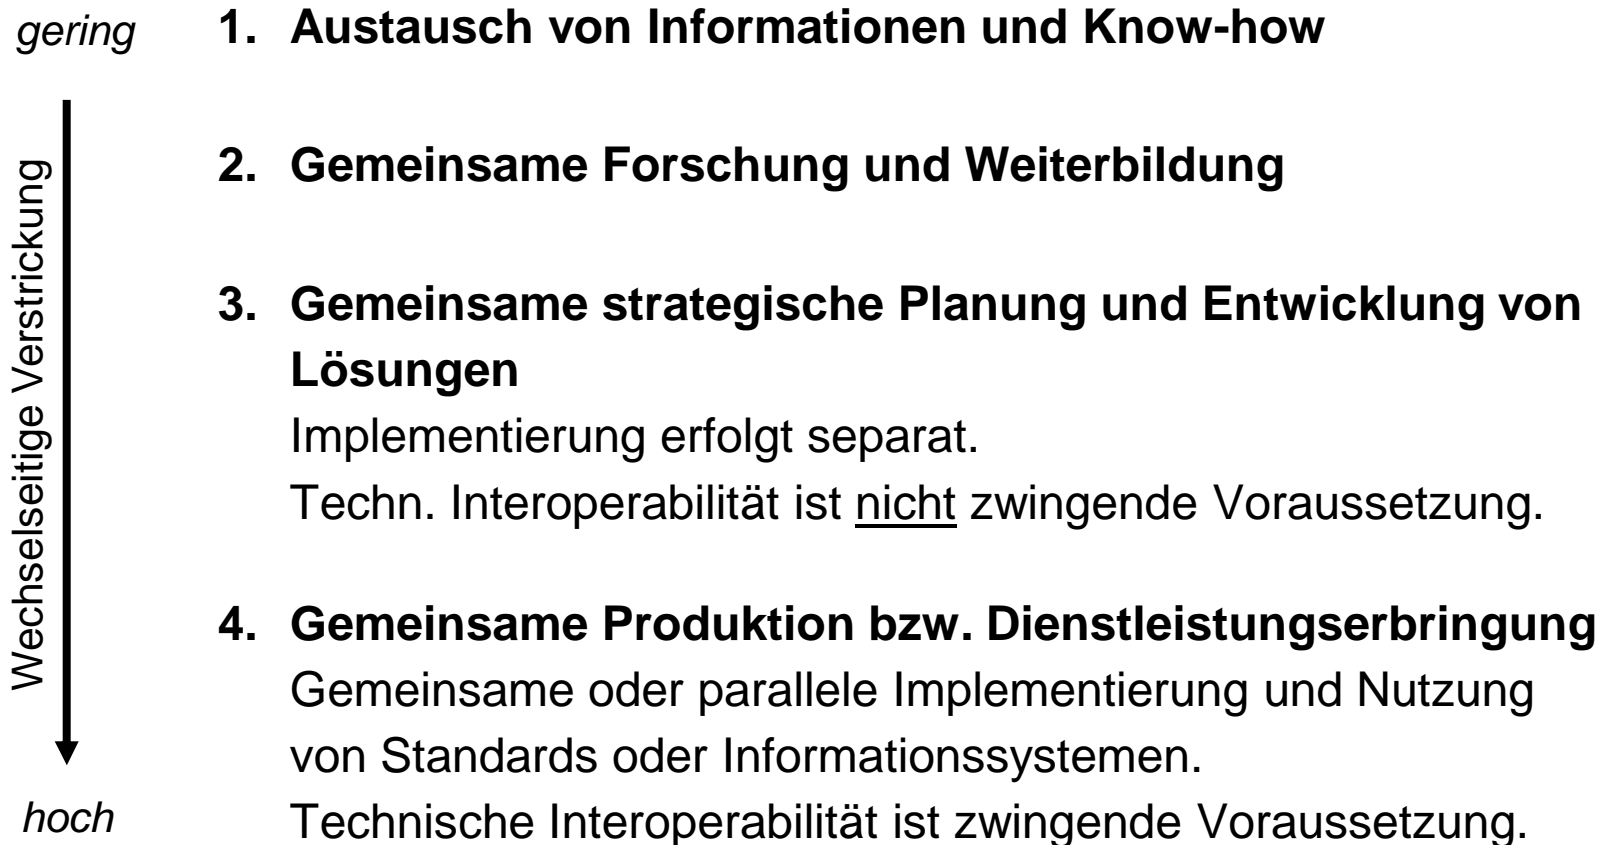 gering
1. Austausch von Informationen und Know-how
2. Gemeinsame Forschung und Weiterbildung
Wechselseitige Verstrickung
3. Gemeinsame strategische Planung und Entwicklung von
Lösungen
Implementierung erfolgt separat.
Techn. Interoperabilität ist nicht zwingende Voraussetzung.
4. Gemeinsame Produktion bzw. Dienstleistungserbringung
Gemeinsame oder parallele Implementierung und Nutzung
von Standards oder Informationssystemen.
hoch
Technische Interoperabilität ist zwingende Voraussetzung.